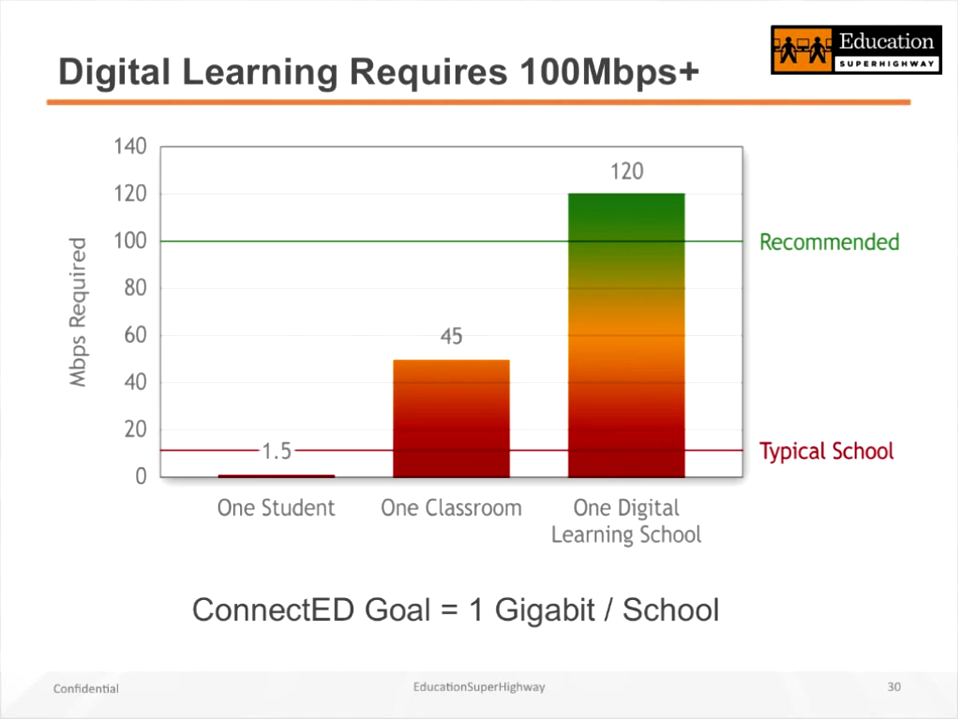 Digital Learning Requires 100Mbps+
Education
SUPERHIGHWAY
140
120
100
80
60
40
20
0
Mbps Required
120
45
1.5
Recommended
Typical School
One Student
One Classroom
One Digital
Learning School
ConnectED Goal = 1 Gigabit / School
Confidential
EducationSuperHighway
30